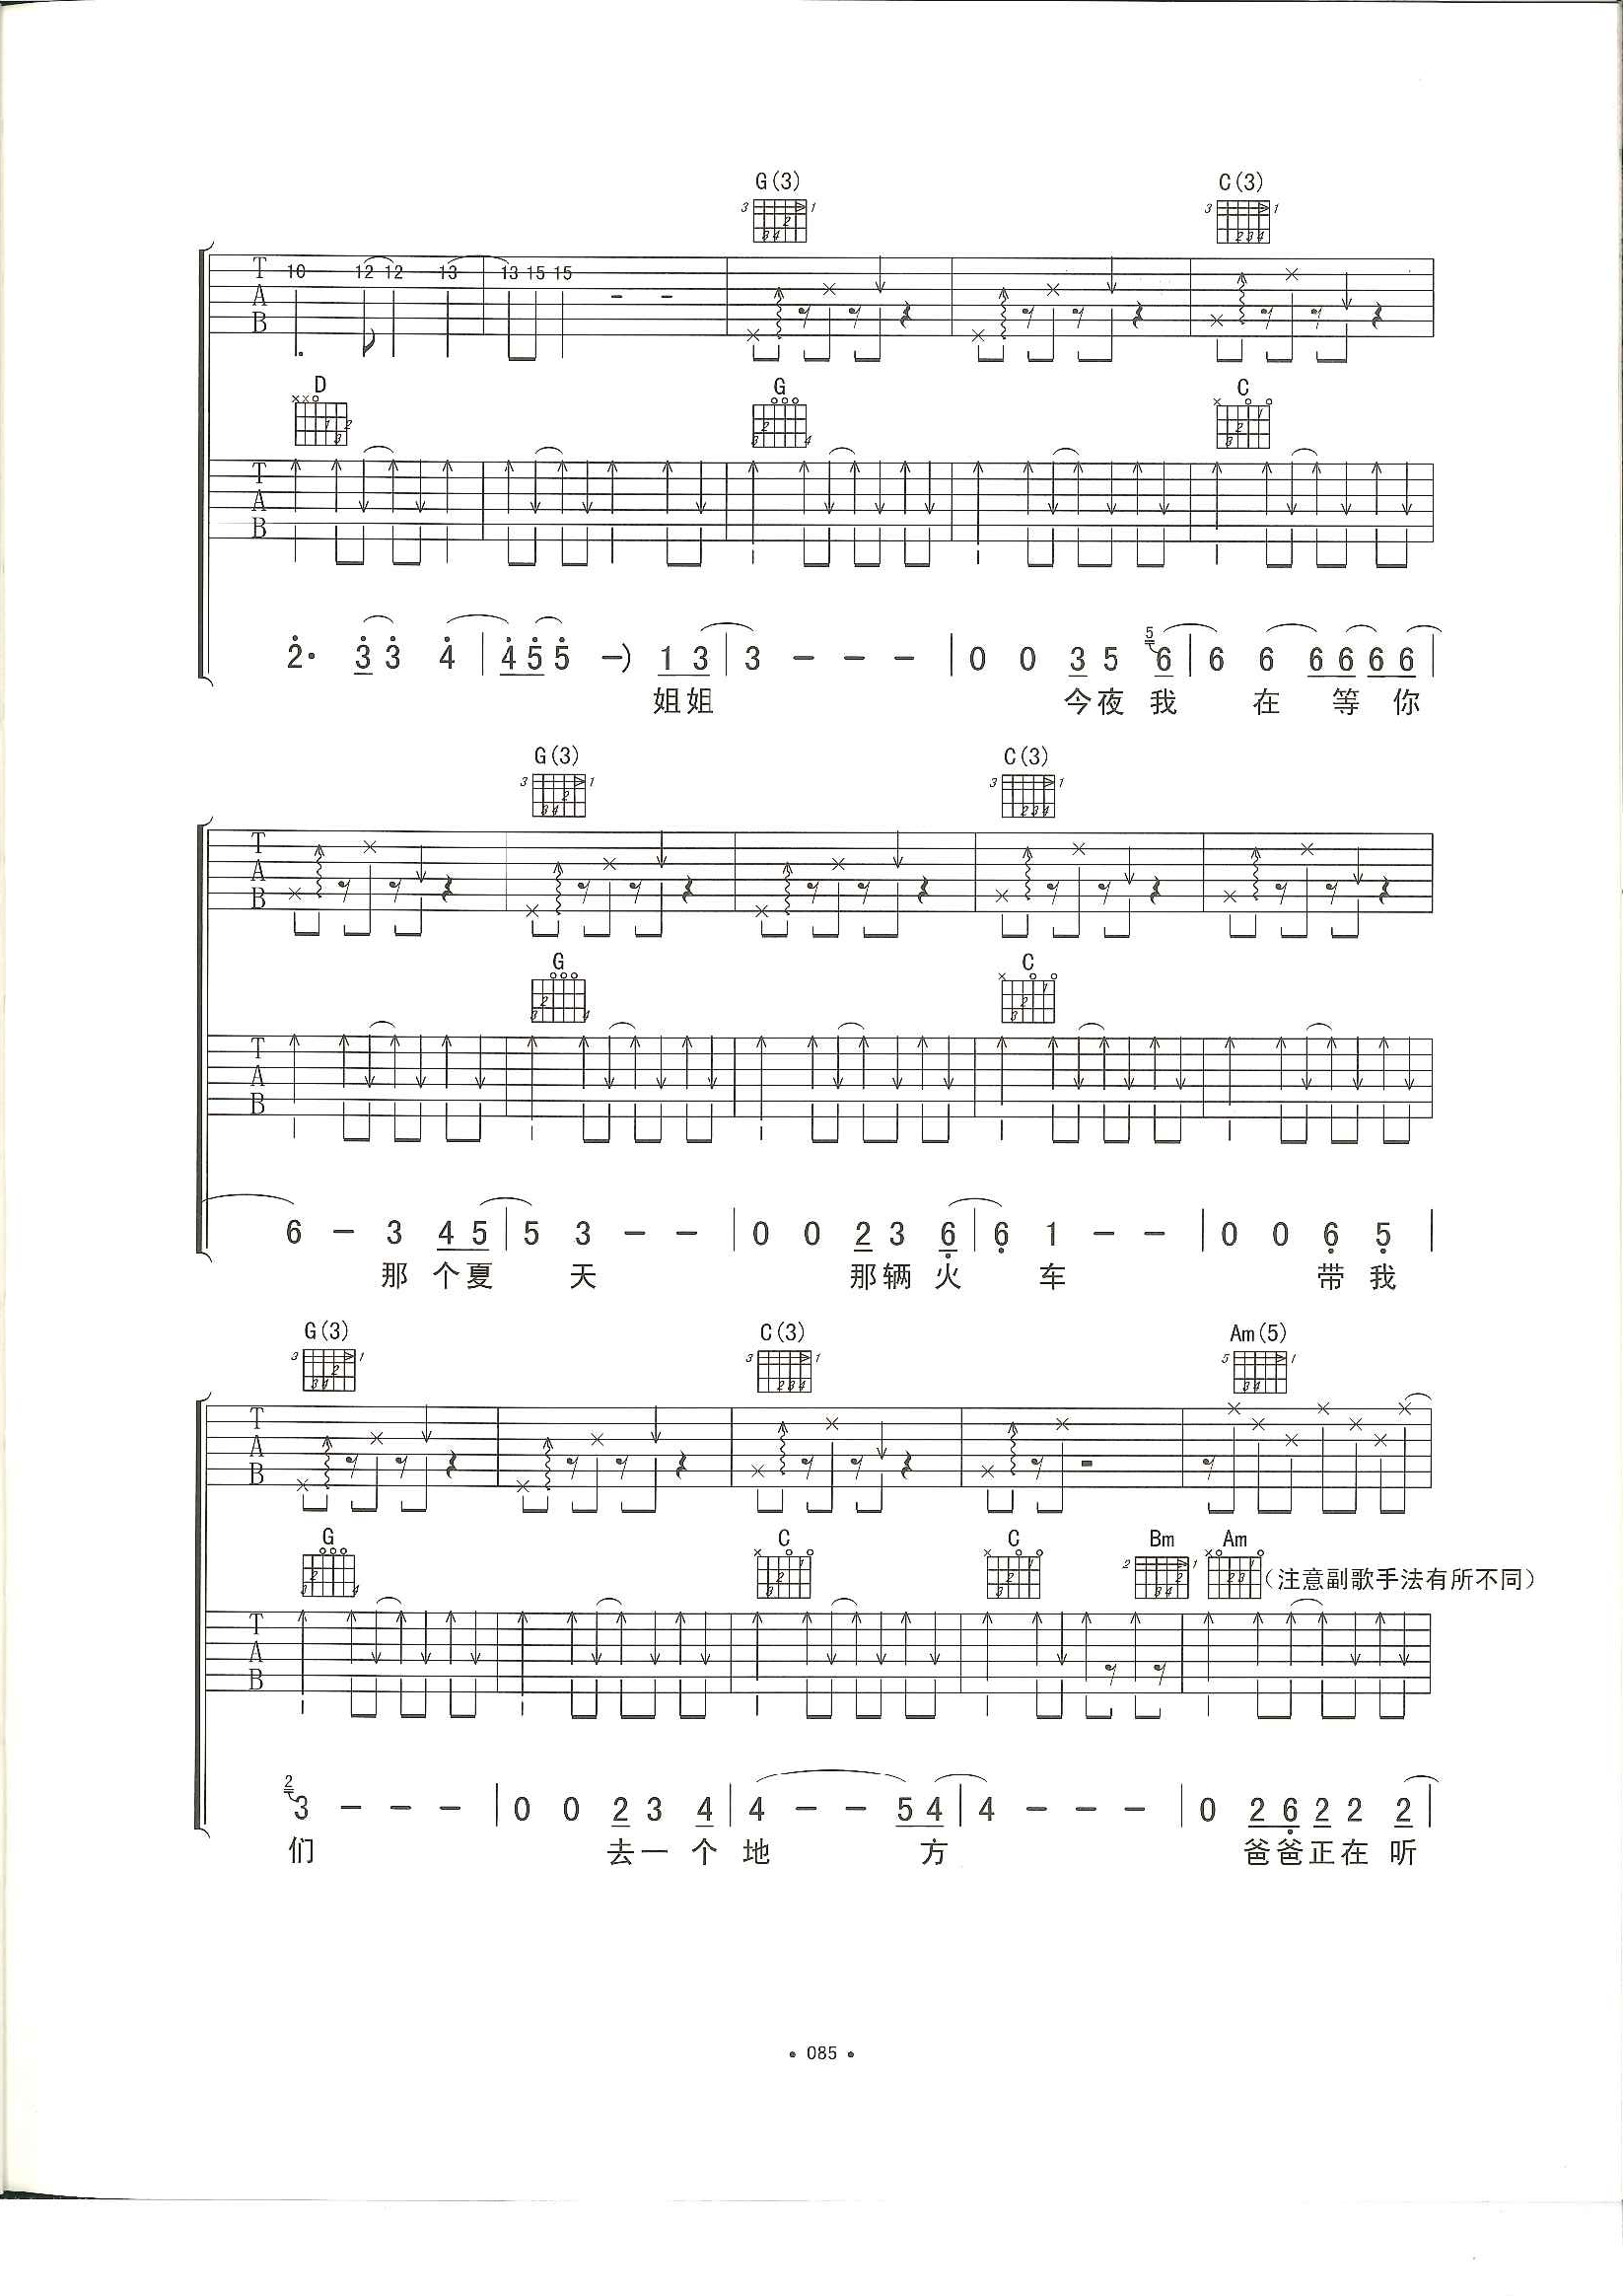 G(3) C(3)
T 10 12 12 13 13 15 15 - -
A
B
D G C
T
A
B
2· 3 3 4 | 4 5 5 —) 1 3 | 3 — — — | 0 0 3 5 5 6 | 6 6 6 6 6 6 |
姐姐 今夜 我 在 等 你
G(3) C(3)
T
A
B
G C
T
A
B
6 — 3 4 5 | 5 3 — — | 0 0 2 3 6 | 6 1 — — | 0 0 6 5 |
那 个夏 天 那辆 火 车 带 我
G(3) C(3) Am(5)
T
A
B
G C C Bm Am
(注意副歌手法有所不同)
T
A
B
2 3 — — — | 0 0 2 3 4 | 4 — — 5 4 | 4 — — — | 0 2 6 2 2 2 |
们 去一 个 地 方 爸爸正在 听
• 085 •